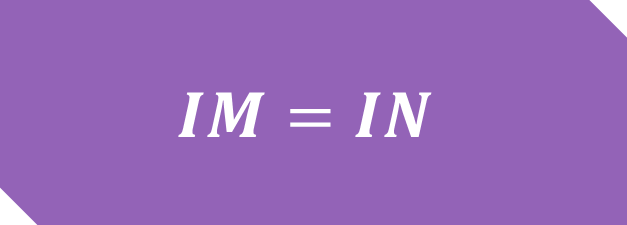 IM = IN